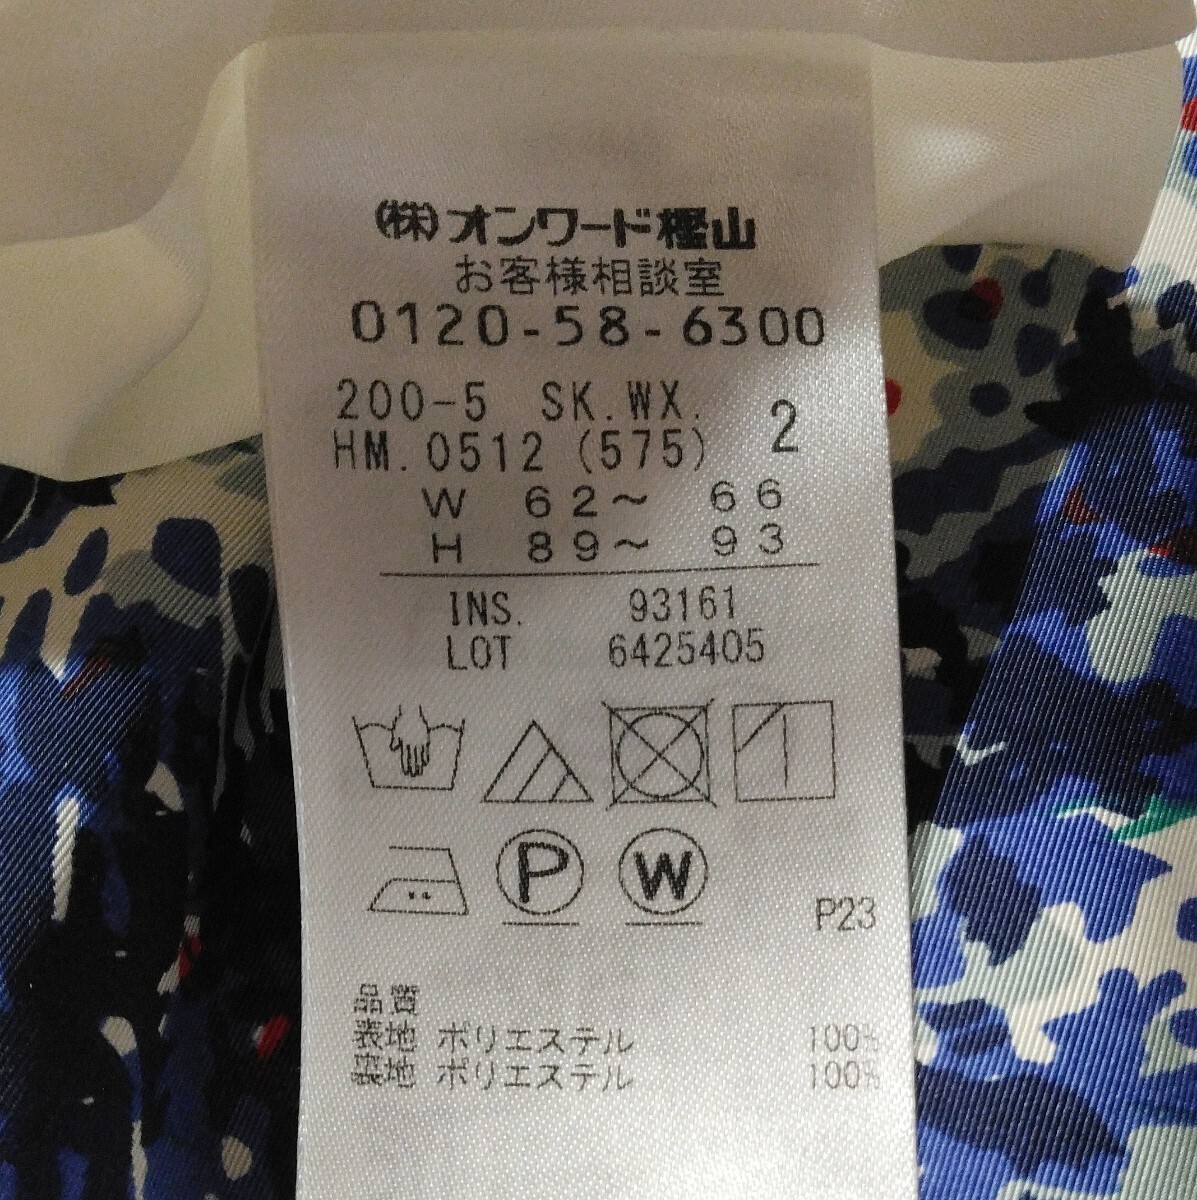 (株)オンワード樫山
お客様相談室
0120-58-6300
200-5 SK.WX. 2
HM.0512 (575)
W 62〜 66
H 89〜 93
INS. 93161
LOT 6425405
P W
P23
品質
表地 ポリエステル 100%
裏地 ポリエステル 100%